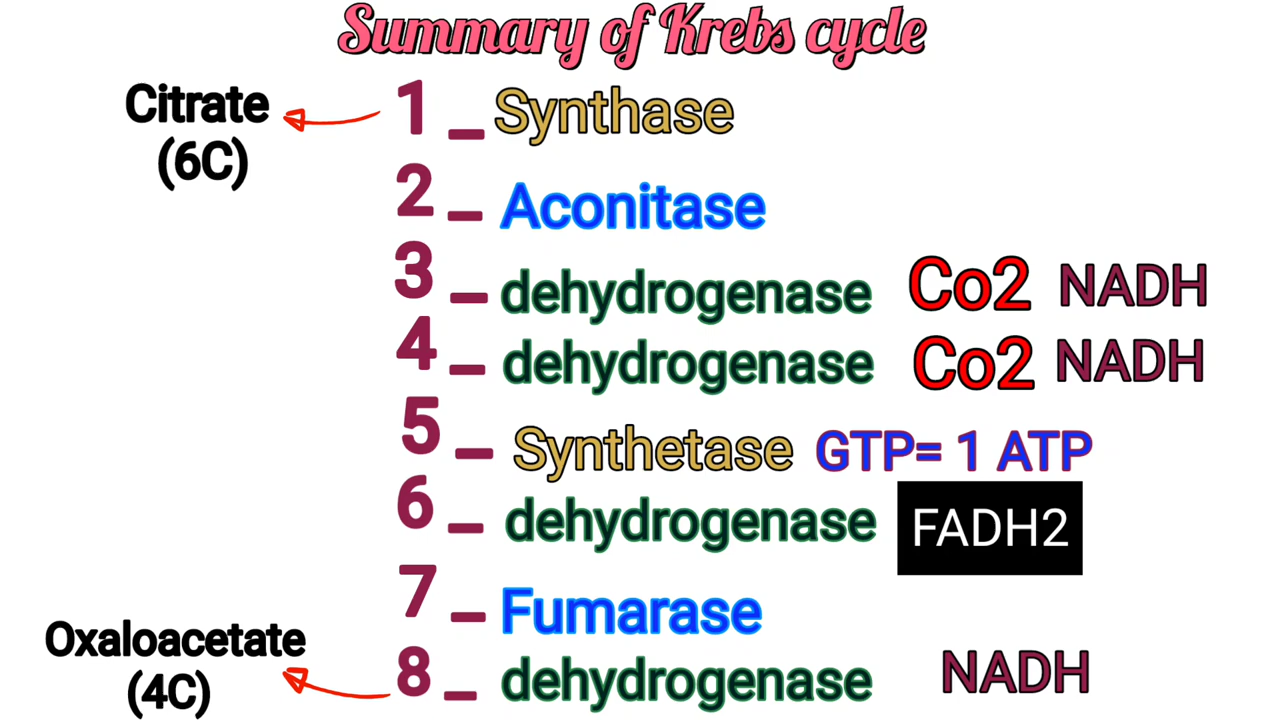 Summary of Krebs cycle
Citrate
(6C)
1 _ Synthase
2 _ Aconitase
3 _ dehydrogenase Co2 NADH
4 _ dehydrogenase Co2 NADH
5 _ Synthetase GTP= 1 ATP
6 _ dehydrogenase FADH2
7 _ Fumarase
Oxaloacetate
(4C)
8 _ dehydrogenase NADH